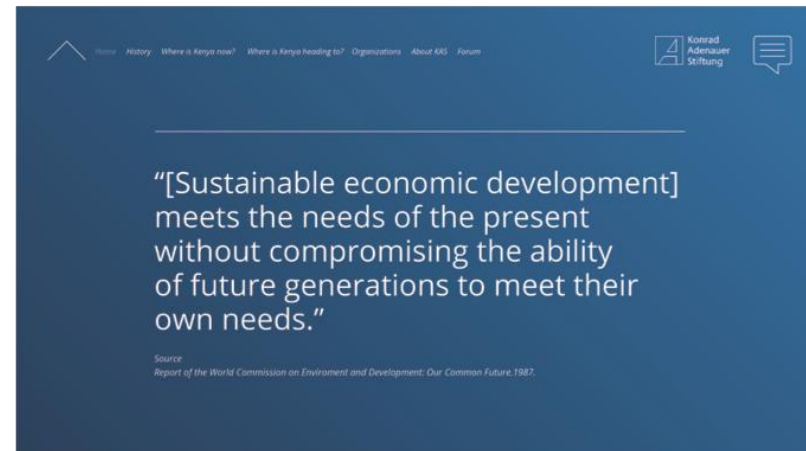 Home History Where is Kenya now? Where is Kenya heading to? Organizations About KAS Forum
Konrad
Adenauer
Stiftung
“[Sustainable economic development]
meets the needs of the present
without compromising the ability
of future generations to meet their
own needs.”
Source
Report of the World Commission on Enviroment and Development: Our Common Future,1987.